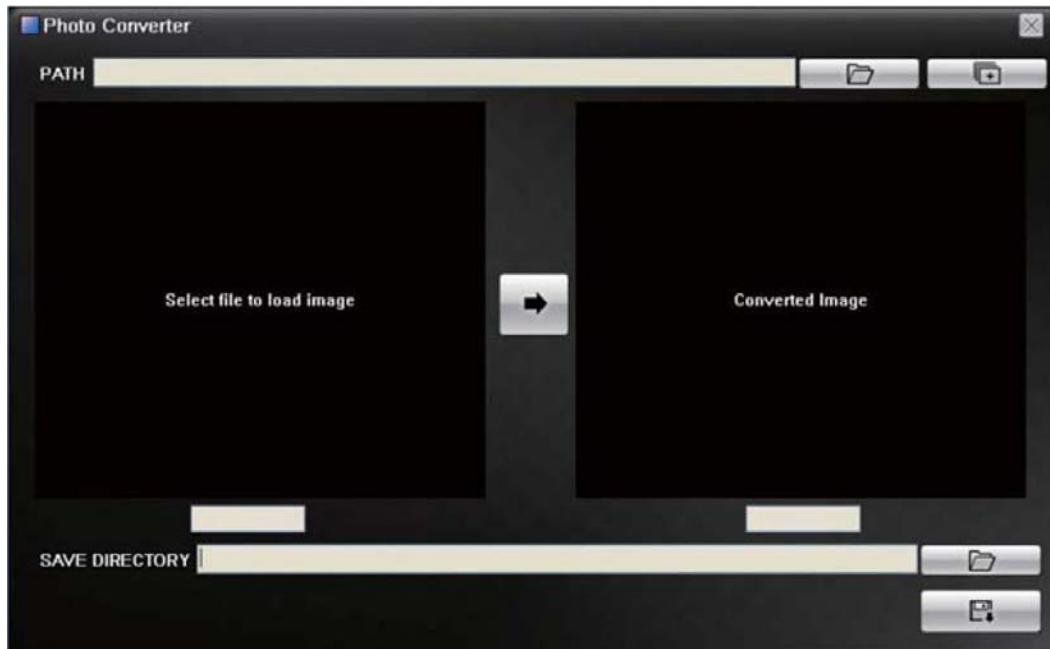 Photo Converter
PATH
Select file to load image
Converted Image
SAVE DIRECTORY